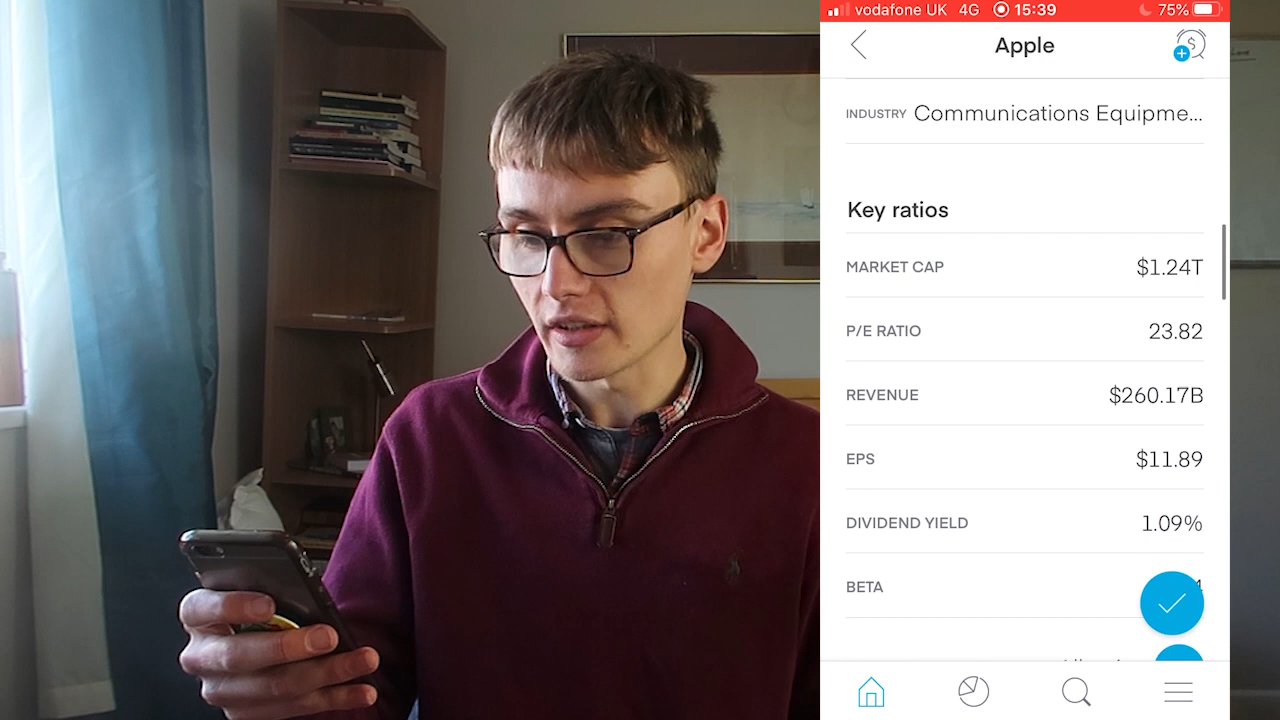 vodafone UK 4G 15:39 75%
Apple
INDUSTRY Communications Equipme...
Key ratios
MARKET CAP $1.24T
P/E RATIO 23.82
REVENUE $260.17B
EPS $11.89
DIVIDEND YIELD 1.09%
BETA